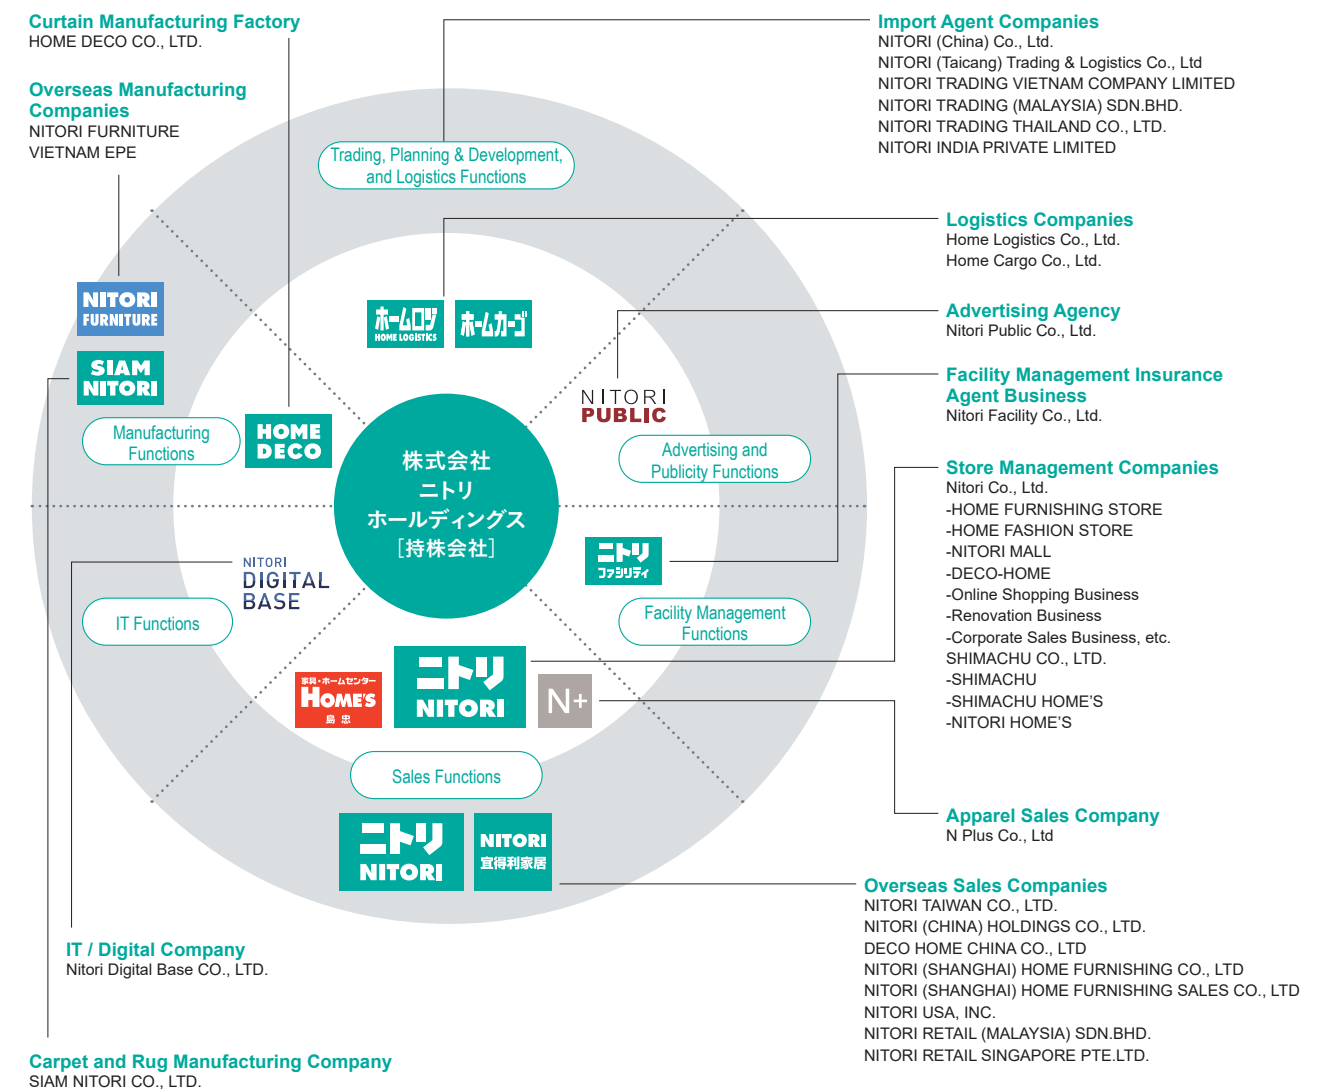 Curtain Manufacturing Factory
HOME DECO CO., LTD.
Overseas Manufacturing
Companies
NITORI FURNITURE
VIETNAM EPE
Import Agent Companies
NITORI (China) Co., Ltd.
NITORI (Taicang) Trading & Logistics Co., Ltd
NITORI TRADING VIETNAM COMPANY LIMITED
NITORI TRADING (MALAYSIA) SDN.BHD.
NITORI TRADING THAILAND CO., LTD.
NITORI INDIA PRIVATE LIMITED
Trading, Planning & Development,
and Logistics Functions
Logistics Companies
Home Logistics Co., Ltd.
Home Cargo Co., Ltd.
Advertising Agency
Nitori Public Co., Ltd.
Facility Management Insurance
Agent Business
Nitori Facility Co., Ltd.
Store Management Companies
Nitori Co., Ltd.
-HOME FURNISHING STORE
-HOME FASHION STORE
-NITORI MALL
-DECO-HOME
-Online Shopping Business
-Renovation Business
-Corporate Sales Business, etc.
SHIMACHU CO., LTD.
-SHIMACHU
-SHIMACHU HOME'S
-NITORI HOME'S
Apparel Sales Company
N Plus Co., Ltd
Overseas Sales Companies
NITORI TAIWAN CO., LTD.
NITORI (CHINA) HOLDINGS CO., LTD.
DECO HOME CHINA CO., LTD
NITORI (SHANGHAI) HOME FURNISHING CO., LTD
NITORI (SHANGHAI) HOME FURNISHING SALES CO., LTD
NITORI USA, INC.
NITORI RETAIL (MALAYSIA) SDN.BHD.
NITORI RETAIL SINGAPORE PTE.LTD.
NITORI
FURNITURE
SIAM
NITORI
Manufacturing
Functions
HOME
DECO
ホームロジ
HOME LOGISTICS
ホームカーゴ
NITORI
PUBLIC
Advertising and
Publicity Functions
株式会社
ニトリ
ホールディングス
[持株会社]
NITORI
DIGITAL
BASE
IT Functions
ニトリ
ファシリティ
Facility Management
Functions
家具・ホームセンター
HOME'S
島忠
ニトリ
NITORI
N+
Sales Functions
ニトリ
NITORI
NITORI
宜得利家居
IT / Digital Company
Nitori Digital Base CO., LTD.
Carpet and Rug Manufacturing Company
SIAM NITORI CO., LTD.